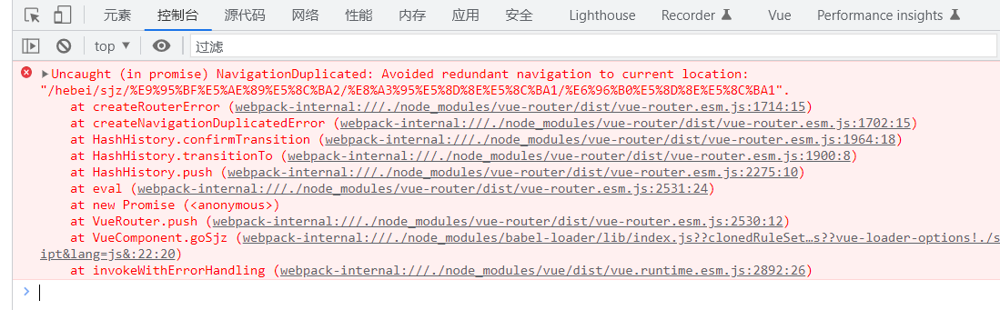 元素 控制台 源代码 网络 性能 内存 应用 安全 Lighthouse Recorder Vue Performance insights
top ▼ 过滤
▶Uncaught (in promise) NavigationDuplicated: Avoided redundant navigation to current location:
"/hebei/sjz/%E9%95%BF%E5%AE%89%E5%8C%BA2/%E8%A3%95%E5%8D%8E%E5%8C%BA1/%E6%96%B0%E5%8D%8E%E5%8C%BA1".
at createRouterError (webpack-internal:///./node_modules/vue-router/dist/vue-router.esm.js:1714:15)
at createNavigationDuplicatedError (webpack-internal:///./node_modules/vue-router/dist/vue-router.esm.js:1702:15)
at HashHistory.confirmTransition (webpack-internal:///./node_modules/vue-router/dist/vue-router.esm.js:1964:18)
at HashHistory.transitionTo (webpack-internal:///./node_modules/vue-router/dist/vue-router.esm.js:1900:8)
at HashHistory.push (webpack-internal:///./node_modules/vue-router/dist/vue-router.esm.js:2275:10)
at eval (webpack-internal:///./node_modules/vue-router/dist/vue-router.esm.js:2531:24)
at new Promise (<anonymous>)
at VueRouter.push (webpack-internal:///./node_modules/vue-router/dist/vue-router.esm.js:2530:12)
at VueComponent.goSjz (webpack-internal:///./node_modules/babel-loader/lib/index.js??clonedRuleSet…s??vue-loader-options!./s
ipt&lang=js&:22:20)
at invokeWithErrorHandling (webpack-internal:///./node_modules/vue/dist/vue.runtime.esm.js:2892:26)
>